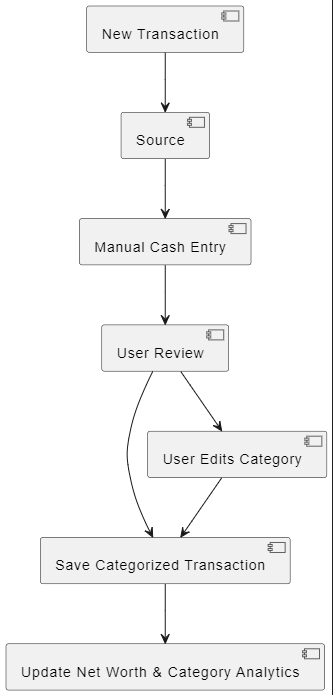 New Transaction
Source
Manual Cash Entry
User Review
User Edits Category
Save Categorized Transaction
Update Net Worth & Category Analytics